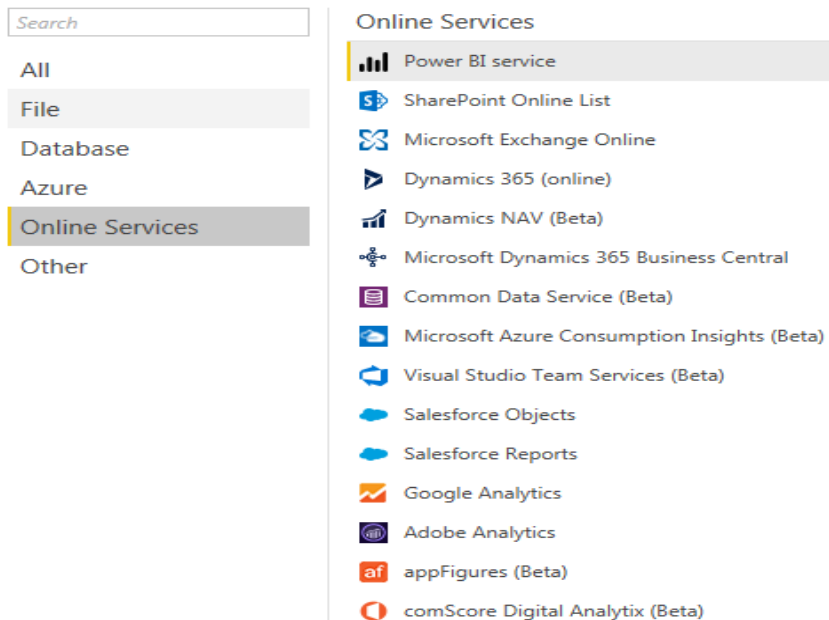 Search
All
File
Database
Azure
Online Services
Other
Online Services
Power BI service
SharePoint Online List
Microsoft Exchange Online
Dynamics 365 (online)
Dynamics NAV (Beta)
Microsoft Dynamics 365 Business Central
Common Data Service (Beta)
Microsoft Azure Consumption Insights (Beta)
Visual Studio Team Services (Beta)
Salesforce Objects
Salesforce Reports
Google Analytics
Adobe Analytics
af appFigures (Beta)
comScore Digital Analytix (Beta)